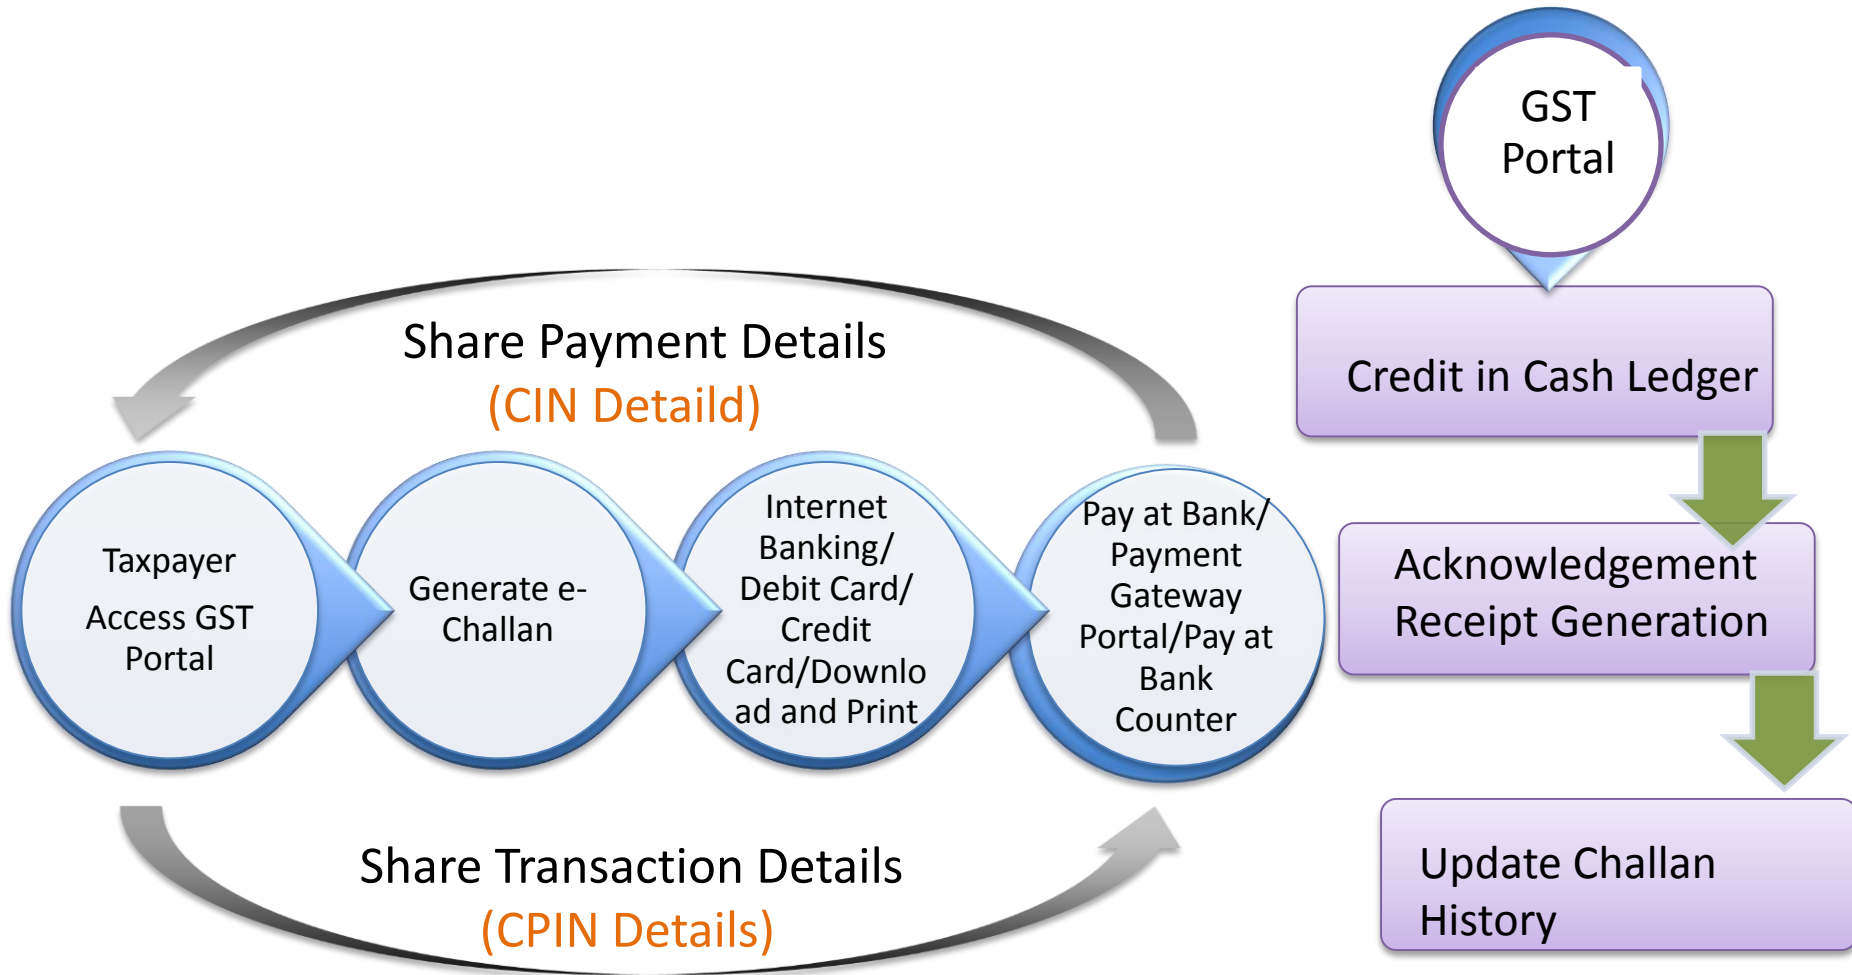 GST
Portal
Share Payment Details
(CIN Detaild)
Credit in Cash Ledger
Taxpayer
Access GST
Portal
Generate e-
Challan
Internet
Banking/
Debit Card/
Credit
Card/Downlo
ad and Print
Pay at Bank/
Payment
Gateway
Portal/Pay at
Bank
Counter
Acknowledgement
Receipt Generation
Share Transaction Details
(CPIN Details)
Update Challan
History